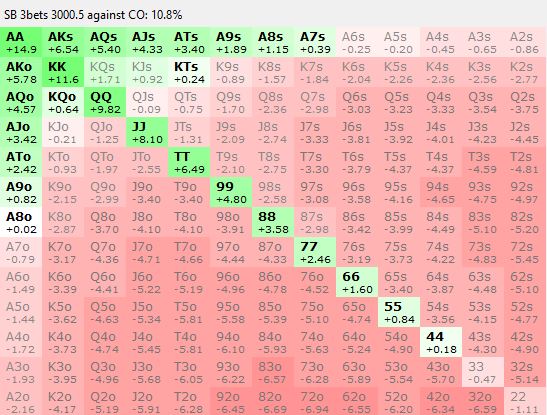 SB 3bets 3000.5 against CO: 10.8%
AA AKs AQs AJs ATs A9s A8s A7s A6s A5s A4s A3s A2s
+14.9 +6.54 +5.40 +4.33 +3.40 +1.89 +1.15 +0.39 -0.25 -0.20 -0.45 -0.65 -0.86
AKo KK KQs KJs KTs K9s K8s K7s K6s K5s K4s K3s K2s
+5.78 +11.6 +1.71 +0.92 +0.24 -0.89 -1.57 -1.84 -2.04 -2.26 -2.36 -2.56 -2.77
AQo KQo QQ QJs QTs Q9s Q8s Q7s Q6s Q5s Q4s Q3s Q2s
+4.57 +0.64 +9.82 -0.09 -0.75 -1.70 -2.36 -2.98 -3.03 -3.23 -3.33 -3.54 -3.75
AJo KJo QJo JJ JTs J9s J8s J7s J6s J5s J4s J3s J2s
+3.42 -0.21 -1.25 +8.10 -1.31 -2.09 -2.74 -3.33 -3.81 -3.92 -4.01 -4.23 -4.45
ATo KTo QTo JTo TT T9s T8s T7s T6s T5s T4s T3s T2s
+2.42 -0.93 -1.97 -2.55 +6.49 -2.10 -2.75 -3.30 -3.79 -4.37 -4.37 -4.59 -4.81
A9o K9o Q9o J9o T9o 99 98s 97s 96s 95s 94s 93s 92s
+0.82 -2.15 -2.99 -3.40 -3.40 +4.80 -2.58 -3.08 -3.58 -4.16 -4.65 -4.75 -4.97
A8o K8o Q8o J8o T8o 98o 88 87s 86s 85s 84s 83s 82s
+0.02 -2.87 -3.70 -4.10 -4.10 -3.91 +3.58 -2.98 -3.42 -3.99 -4.49 -5.10 -5.20
A7o K7o Q7o J7o T7o 97o 87o 77 76s 75s 74s 73s 72s
-0.79 -3.17 -4.36 -4.71 -4.66 -4.44 -4.33 +2.46 -3.19 -3.73 -4.22 -4.83 -5.45
A6o K6o Q6o J6o T6o 96o 86o 76o 66 65s 64s 63s 62s
-1.49 -3.39 -4.41 -5.22 -5.19 -4.96 -4.78 -4.52 +1.60 -3.40 -3.87 -4.48 -5.10
A5o K5o Q5o J5o T5o 95o 85o 75o 65o 55 54s 53s 52s
-1.44 -3.62 -4.63 -5.34 -5.81 -5.58 -5.39 -5.10 -4.74 +0.84 -3.56 -4.15 -4.77
A4o K4o Q4o J4o T4o 94o 84o 74o 64o 54o 44 43s 42s
-1.72 -3.73 -4.74 -5.45 -5.81 -6.10 -5.93 -5.63 -5.24 -4.90 +0.18 -4.30 -4.90
A3o K3o Q3o J3o T3o 93o 83o 73o 63o 53o 43o 33 32s
-1.93 -3.95 -4.96 -5.68 -6.05 -6.22 -6.57 -6.28 -5.89 -5.54 -5.70 -0.47 -5.14
A2o K2o Q2o J2o T2o 92o 82o 72o 62o 52o 42o 32o 22
-2.16 -4.17 -5.19 -5.91 -6.28 -6.45 -6.69 -6.94 -6.55 -6.20 -6.34 -6.59 -1.11